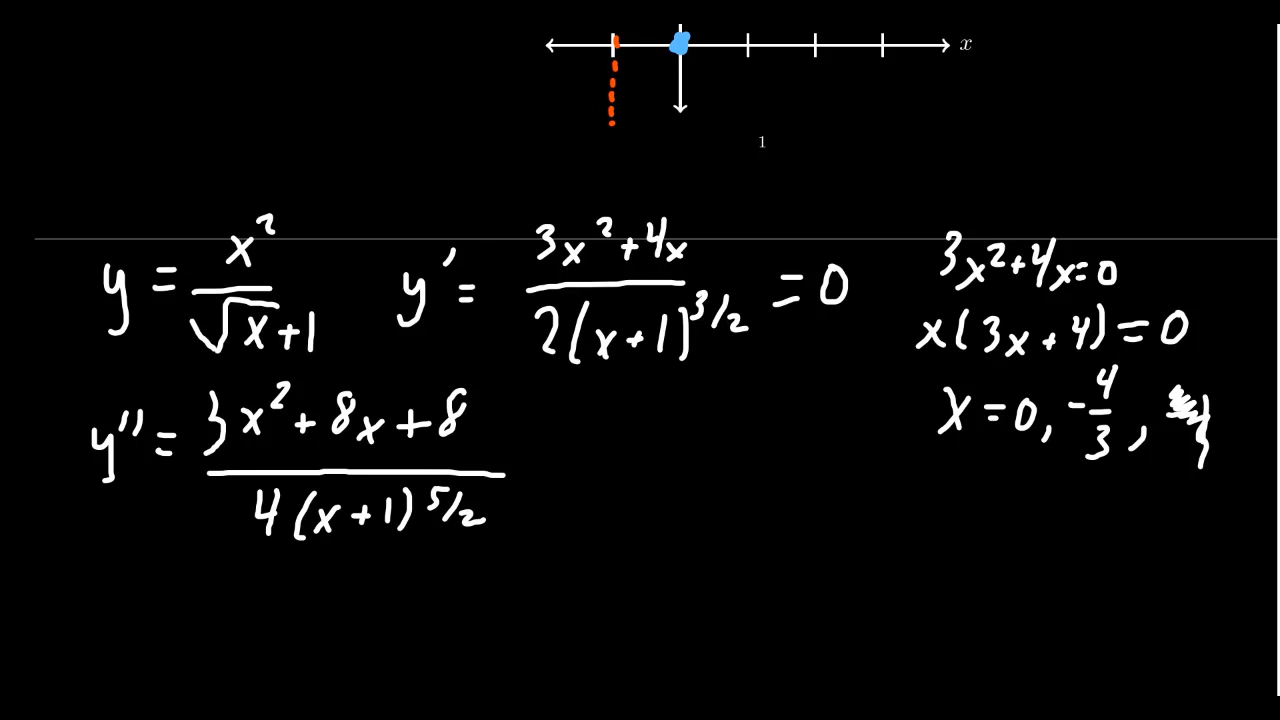 x
1
y = x² / √x+1    y' = 3x²+4x / 2(x+1)^3/2 = 0    3x²+4x=0
x(3x+4)=0
y'' = 3x²+8x+8 / 4(x+1)^5/2    x=0, -4/3,